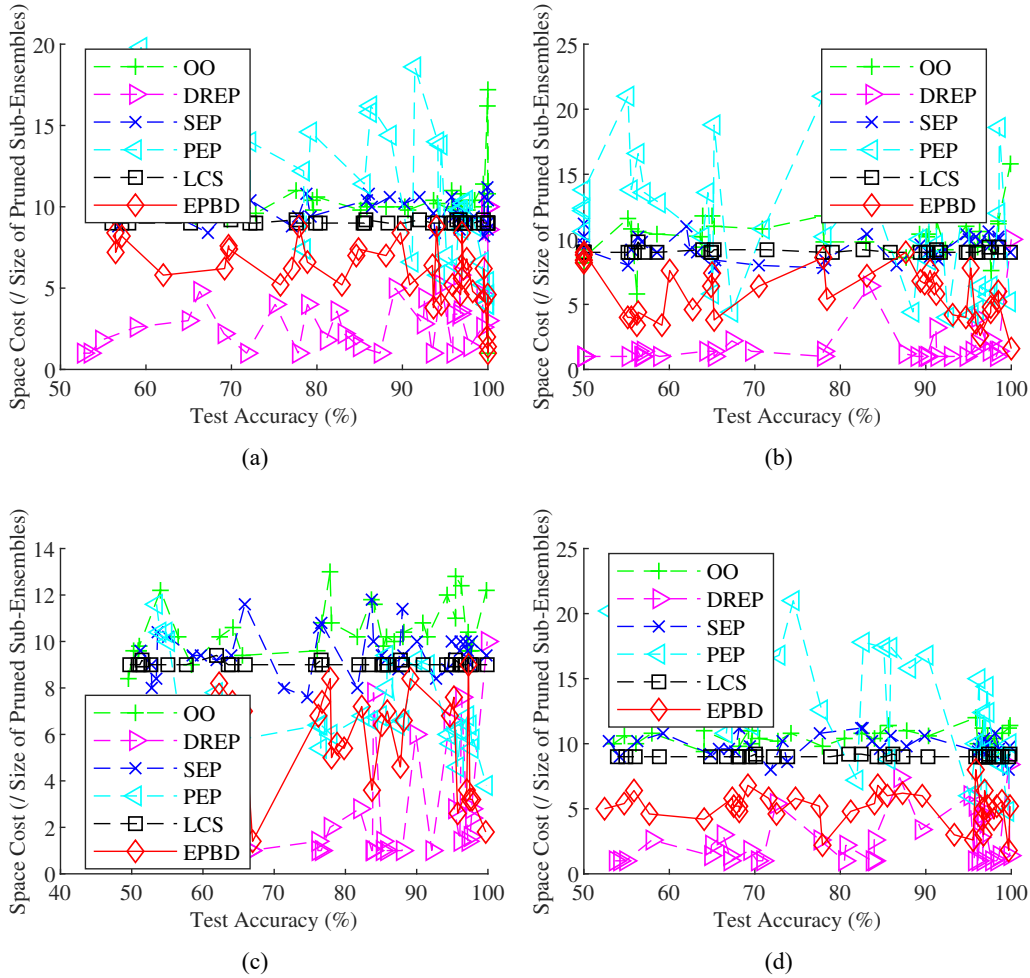 Space Cost (/ Size of Pruned Sub-Ensembles)
20
15
10
5
0
50 60 70 80 90 100
Test Accuracy (%)
OO
DREP
SEP
PEP
LCS
EPBD
(a)
Space Cost (/ Size of Pruned Sub-Ensembles)
25
20
15
10
5
0
50 60 70 80 90 100
Test Accuracy (%)
OO
DREP
SEP
PEP
LCS
EPBD
(b)
Space Cost (/ Size of Pruned Sub-Ensembles)
14
12
10
8
6
4
2
0
40 50 60 70 80 90 100
Test Accuracy (%)
OO
DREP
SEP
PEP
LCS
EPBD
(c)
Space Cost (/ Size of Pruned Sub-Ensembles)
25
20
15
10
5
0
50 60 70 80 90 100
Test Accuracy (%)
OO
DREP
SEP
PEP
LCS
EPBD
(d)